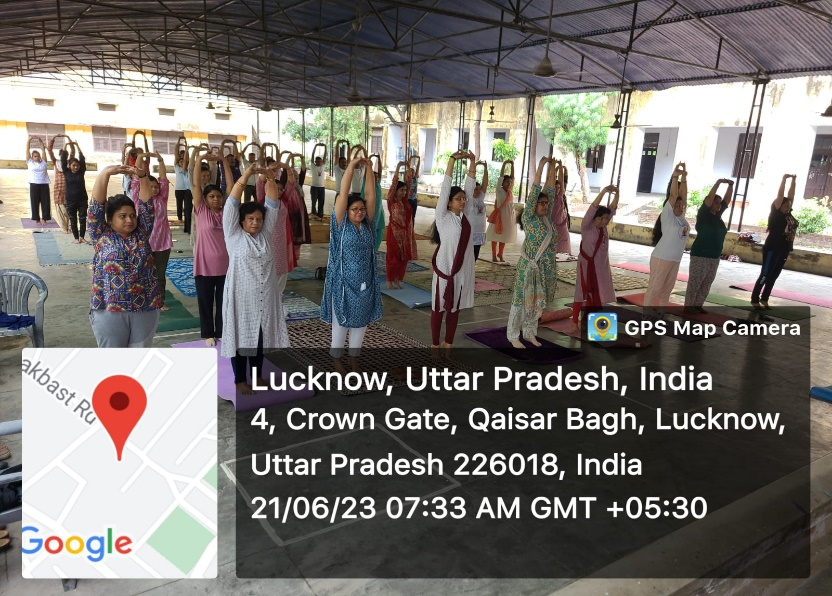 GPS Map Camera
akbast Ru
Lucknow, Uttar Pradesh, India
4, Crown Gate, Qaisar Bagh, Lucknow,
Uttar Pradesh 226018, India
21/06/23 07:33 AM GMT +05:30
Google